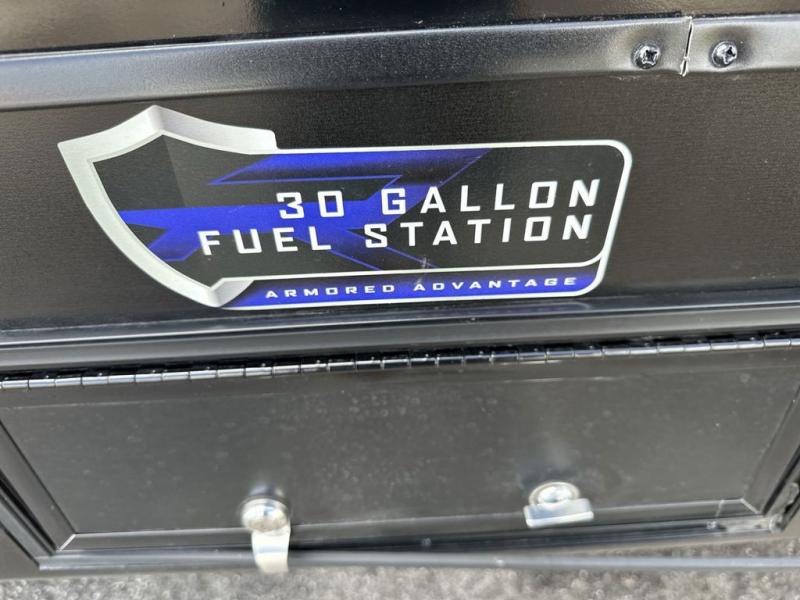 30 GALLON
FUEL STATION
ARMORED ADVANTAGE